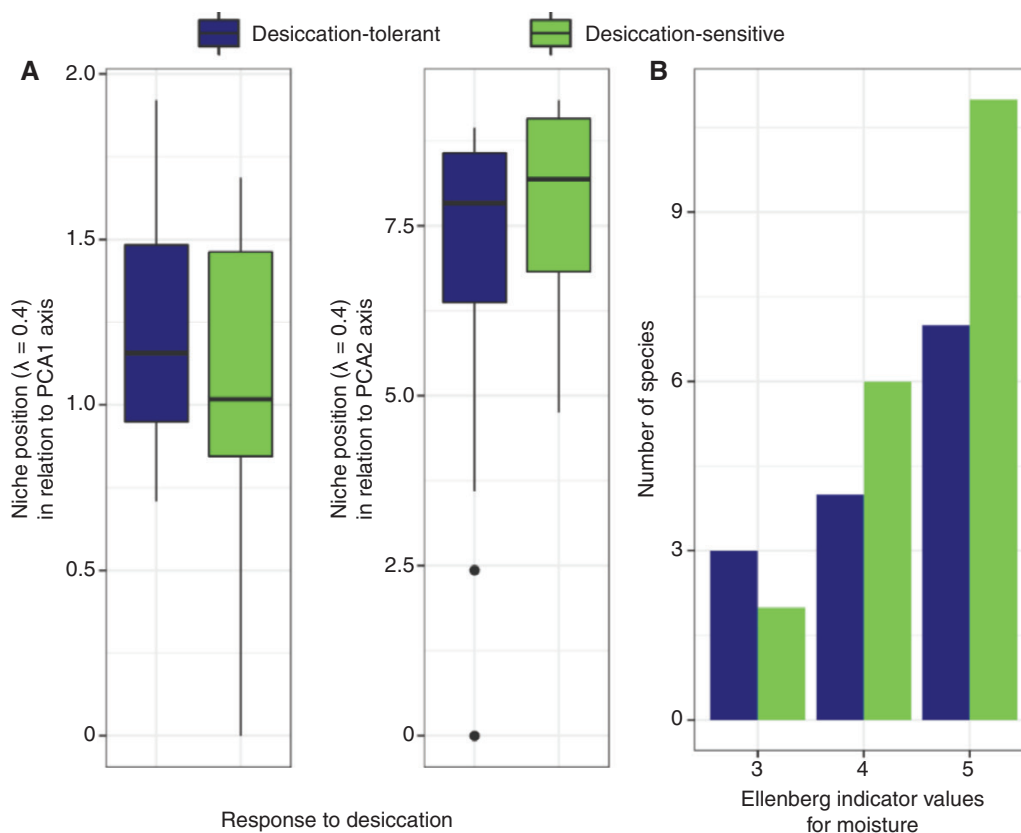 Desiccation-tolerant
Desiccation-sensitive
A
2.0
1.5
1.0
0.5
0
Niche position (λ = 0.4)
in relation to PCA1 axis
7.5
5.0
2.5
0
Niche position (λ = 0.4)
in relation to PCA2 axis
Response to desiccation
B
9
6
3
0
Number of species
3
4
5
Ellenberg indicator values
for moisture